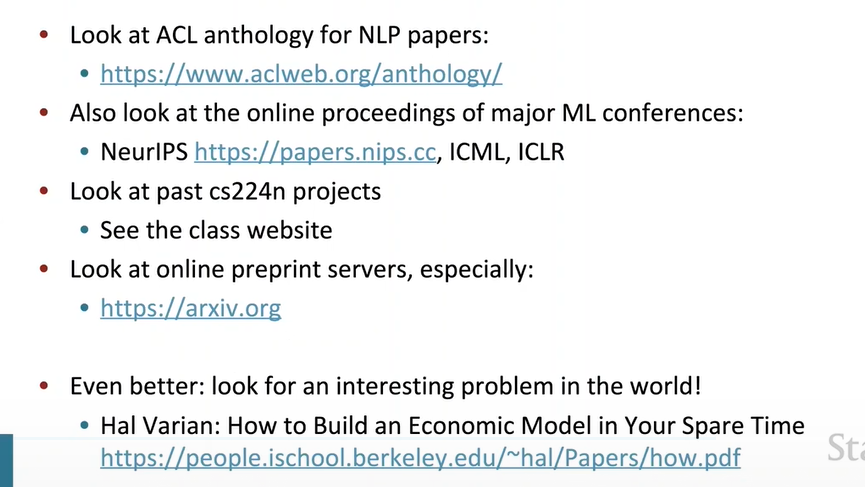 • Look at ACL anthology for NLP papers:
• https://www.aclweb.org/anthology/
• Also look at the online proceedings of major ML conferences:
• NeurIPS https://papers.nips.cc, ICML, ICLR
• Look at past cs224n projects
• See the class website
• Look at online preprint servers, especially:
• https://arxiv.org
• Even better: look for an interesting problem in the world!
• Hal Varian: How to Build an Economic Model in Your Spare Time
https://people.ischool.berkeley.edu/~hal/Papers/how.pdf